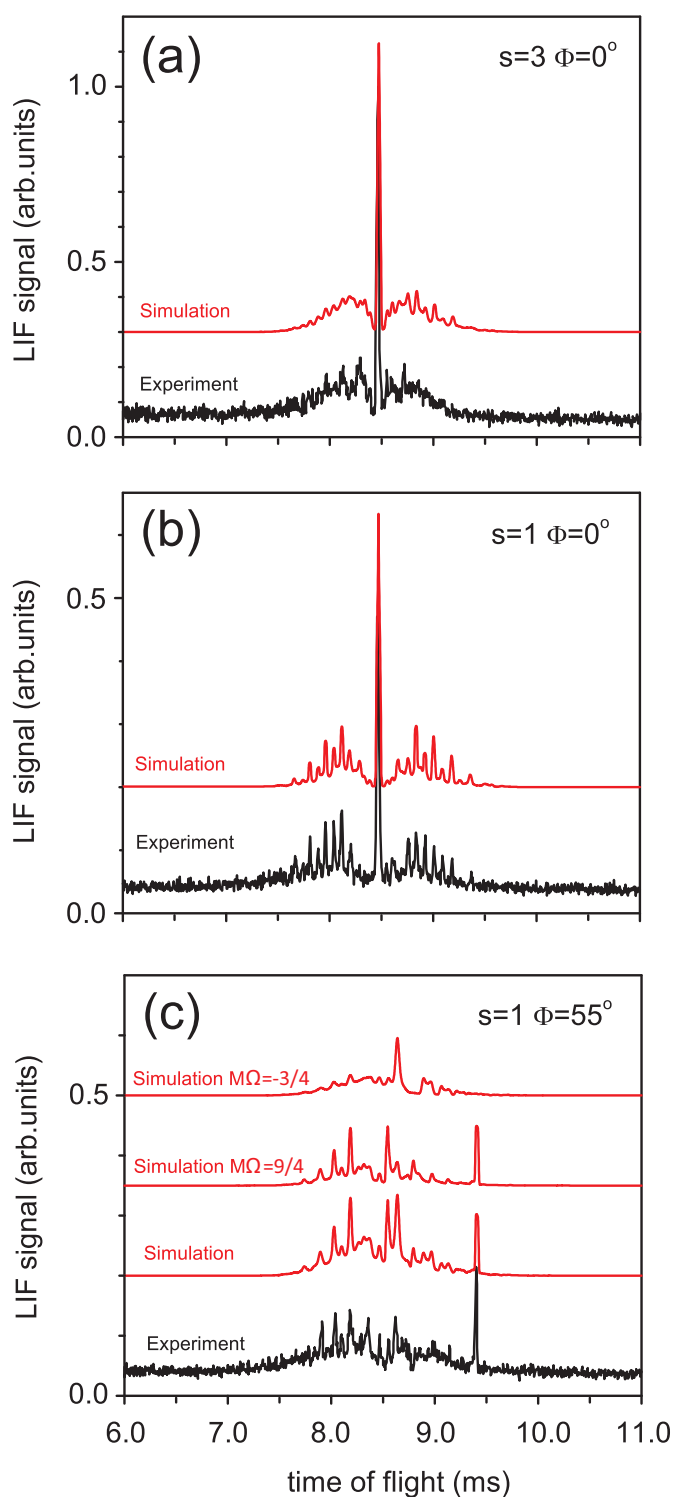 (a)
s=3 Φ=0°
1.0
0.5
0.0
LIF signal (arb.units)
Simulation
Experiment
(b)
s=1 Φ=0°
0.5
0.0
LIF signal (arb.units)
Simulation
Experiment
(c)
s=1 Φ=55°
0.5
0.0
LIF signal (arb.units)
Simulation MΩ=-3/4
Simulation MΩ=9/4
Simulation
Experiment
6.0 7.0 8.0 9.0 10.0 11.0
time of flight (ms)